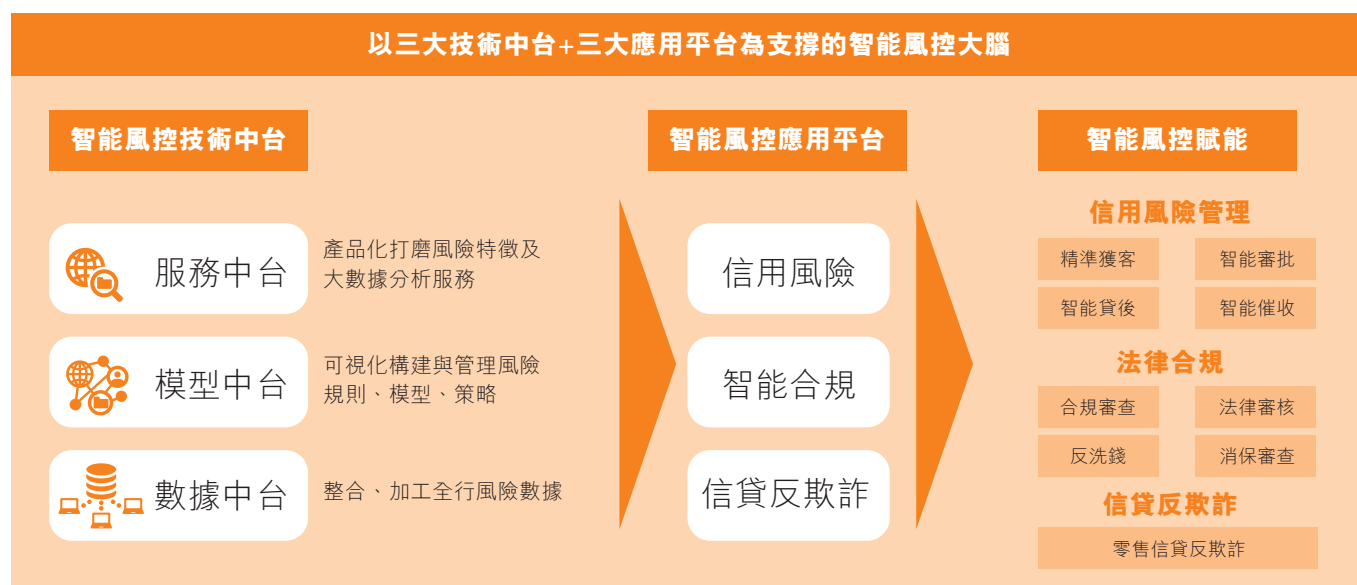 以三大技術中台+三大應用平台為支撐的智能風控大腦
智能風控技術中台
服務中台
產品化打磨風險特徵及
大數據分析服務
模型中台
可視化構建與管理風險
規則、模型、策略
數據中台
整合、加工全行風險數據
智能風控應用平台
信用風險
智能合規
信貸反欺詐
智能風控賦能
信用風險管理
精準獲客
智能審批
智能貸後
智能催收
法律合規
合規審查
法律審核
反洗錢
消保審查
信貸反欺詐
零售信貸反欺詐